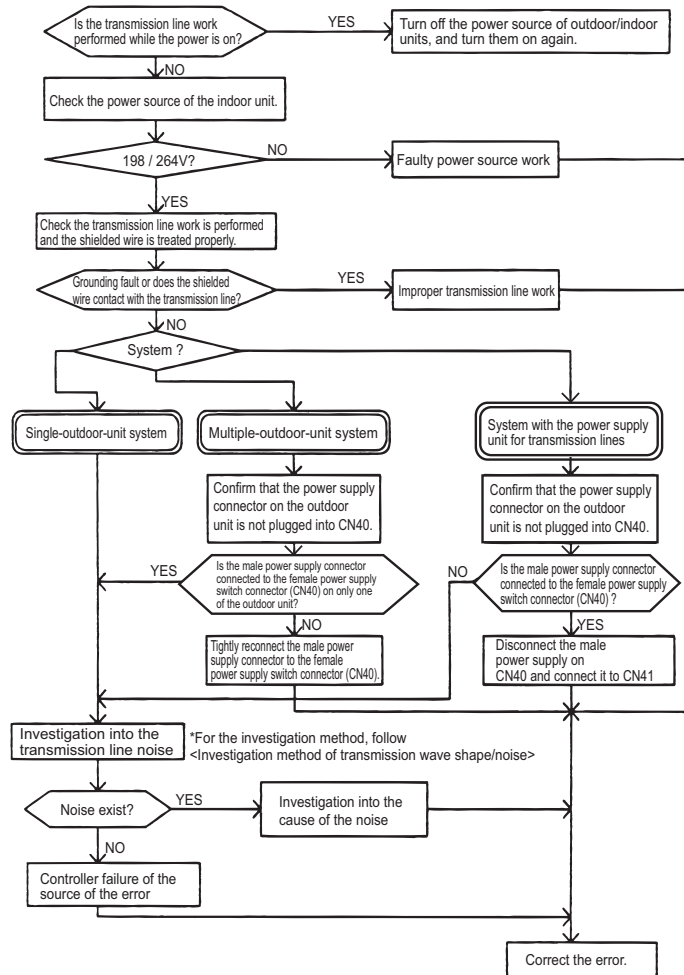 Is the transmission line work
performed while the power is on?
YES
Turn off the power source of outdoor/indoor
units, and turn them on again.
NO
Check the power source of the indoor unit.
198 / 264V?
NO
Faulty power source work
YES
Check the transmission line work is performed
and the shielded wire is treated properly.
Grounding fault or does the shielded
wire contact with the transmission line?
YES
Improper transmission line work
NO
System ?
Single-outdoor-unit system
Multiple-outdoor-unit system
System with the power supply
unit for transmission lines
Confirm that the power supply
connector on the outdoor
unit is not plugged into CN40.
Confirm that the power supply
connector on the outdoor
unit is not plugged into CN40.
YES
Is the male power supply connector
connected to the female power supply
switch connector (CN40) on only one
of the outdoor unit?
NO
Is the male power supply connector
connected to the female power supply
switch connector (CN40) ?
NO
YES
Tightly reconnect the male power
supply connector to the female
power supply switch connector (CN40).
Disconnect the male
power supply on
CN40 and connect it to CN41
Investigation into the
transmission line noise
*For the investigation method, follow
<Investigation method of transmission wave shape/noise>
Noise exist?
YES
Investigation into the
cause of the noise
NO
Controller failure of the
source of the error
Correct the error.